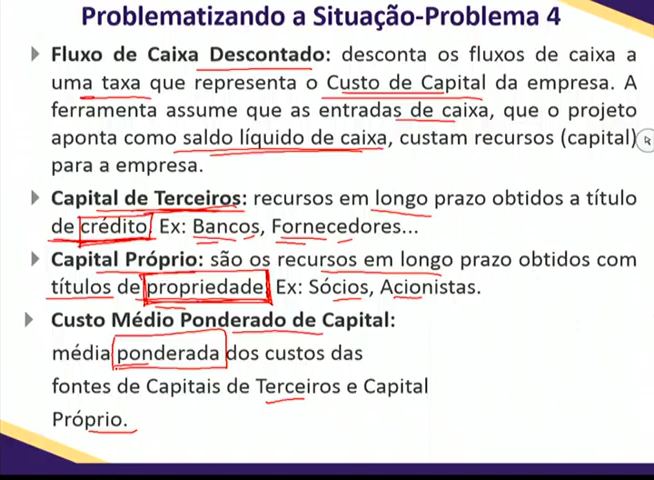 Problematizando a Situação-Problema 4
Fluxo de Caixa Descontado: desconta os fluxos de caixa a
uma taxa que representa o Custo de Capital da empresa. A
ferramenta assume que as entradas de caixa, que o projeto
aponta como saldo líquido de caixa, custam recursos (capital)
para a empresa.
Capital de Terceiros: recursos em longo prazo obtidos a título
de crédito. Ex: Bancos, Fornecedores...
Capital Próprio: são os recursos em longo prazo obtidos com
títulos de propriedade. Ex: Sócios, Acionistas.
Custo Médio Ponderado de Capital:
média ponderada dos custos das
fontes de Capitais de Terceiros e Capital
Próprio.